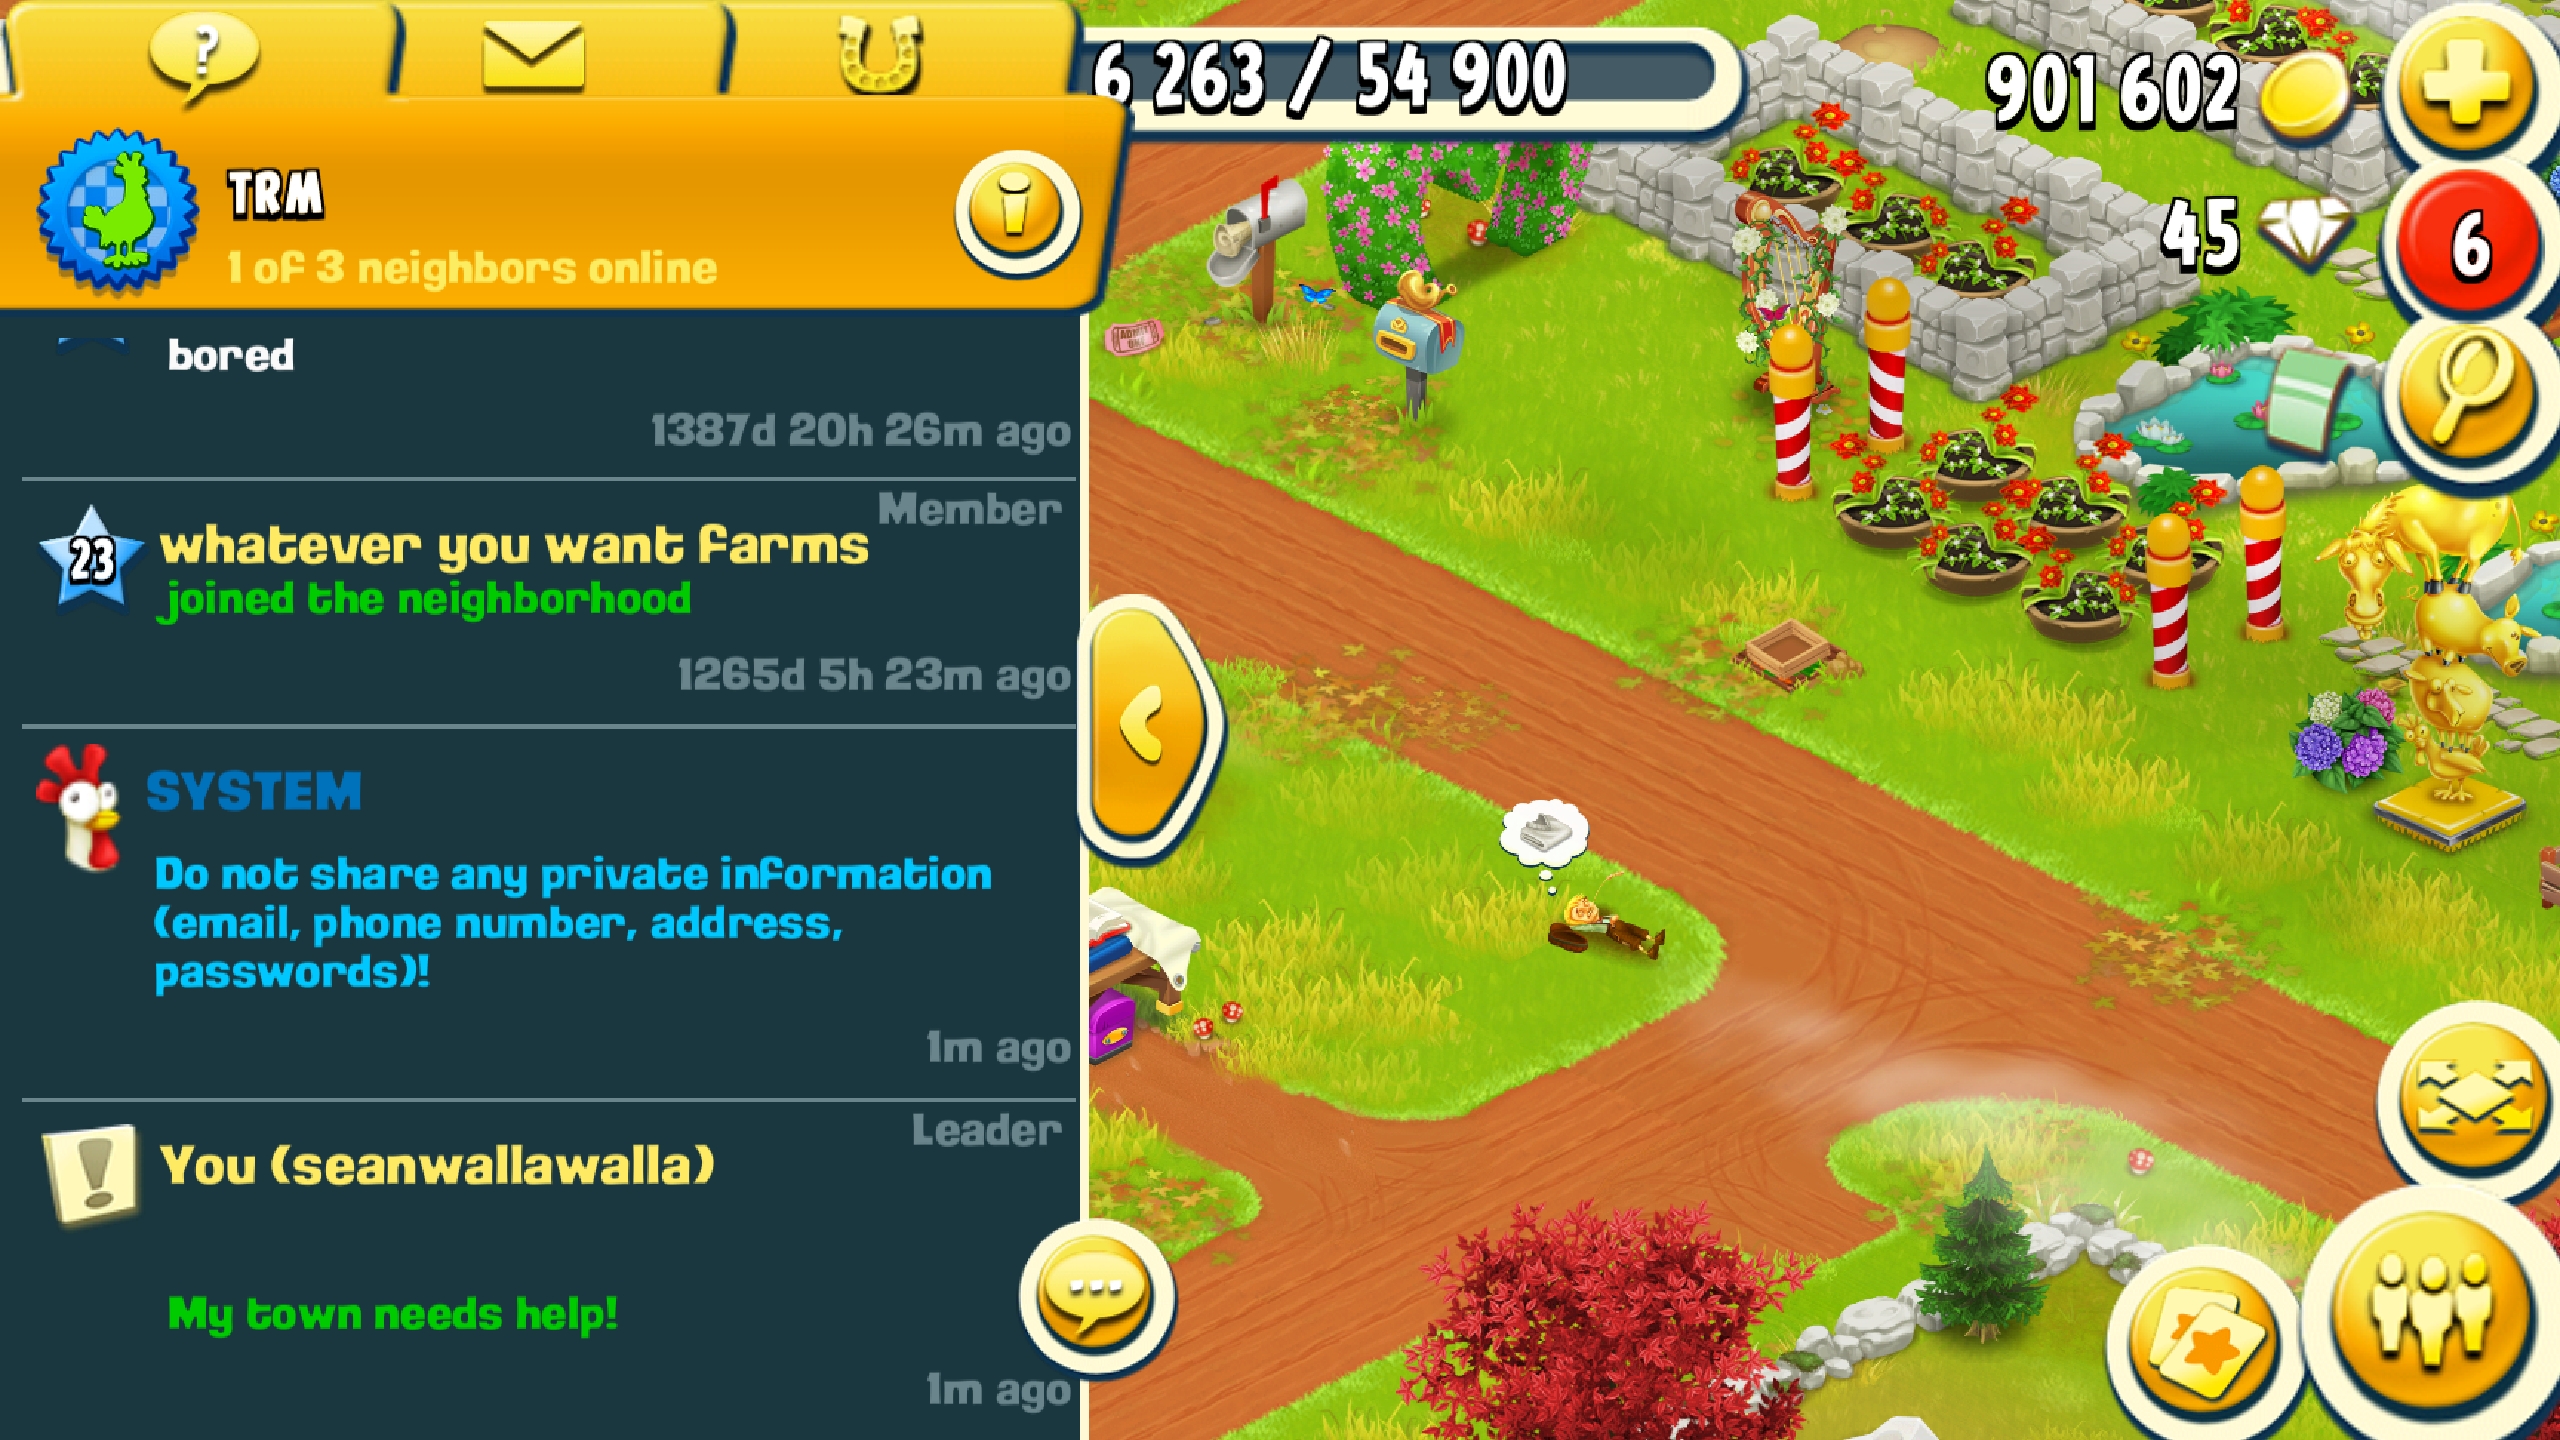 ?
TRM
1 of 3 neighbors online
6 263 / 54 900
901 602
45
6
bored
1387d 20h 26m ago
Member
23
whatever you want farms
joined the neighborhood
1265d 5h 23m ago
SYSTEM
Do not share any private information
(email, phone number, address,
passwords)!
1m ago
Leader
You (seanwallawalla)
My town needs help!
1m ago
ADMIT
ONE